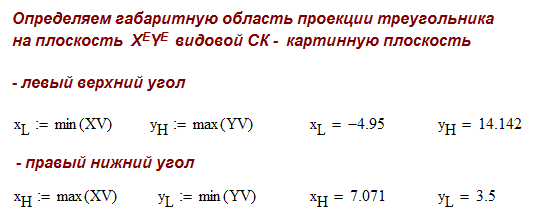 Определяем габаритную область проекции треугольника
на плоскость XᴱYᴱ видовой СК - картинную плоскость
- левый верхний угол
x_L := min(XV) y_H := max(YV) x_L = −4.95 y_H = 14.142
- правый нижний угол
x_H := max(XV) y_L := min(YV) x_H = 7.071 y_L = 3.5